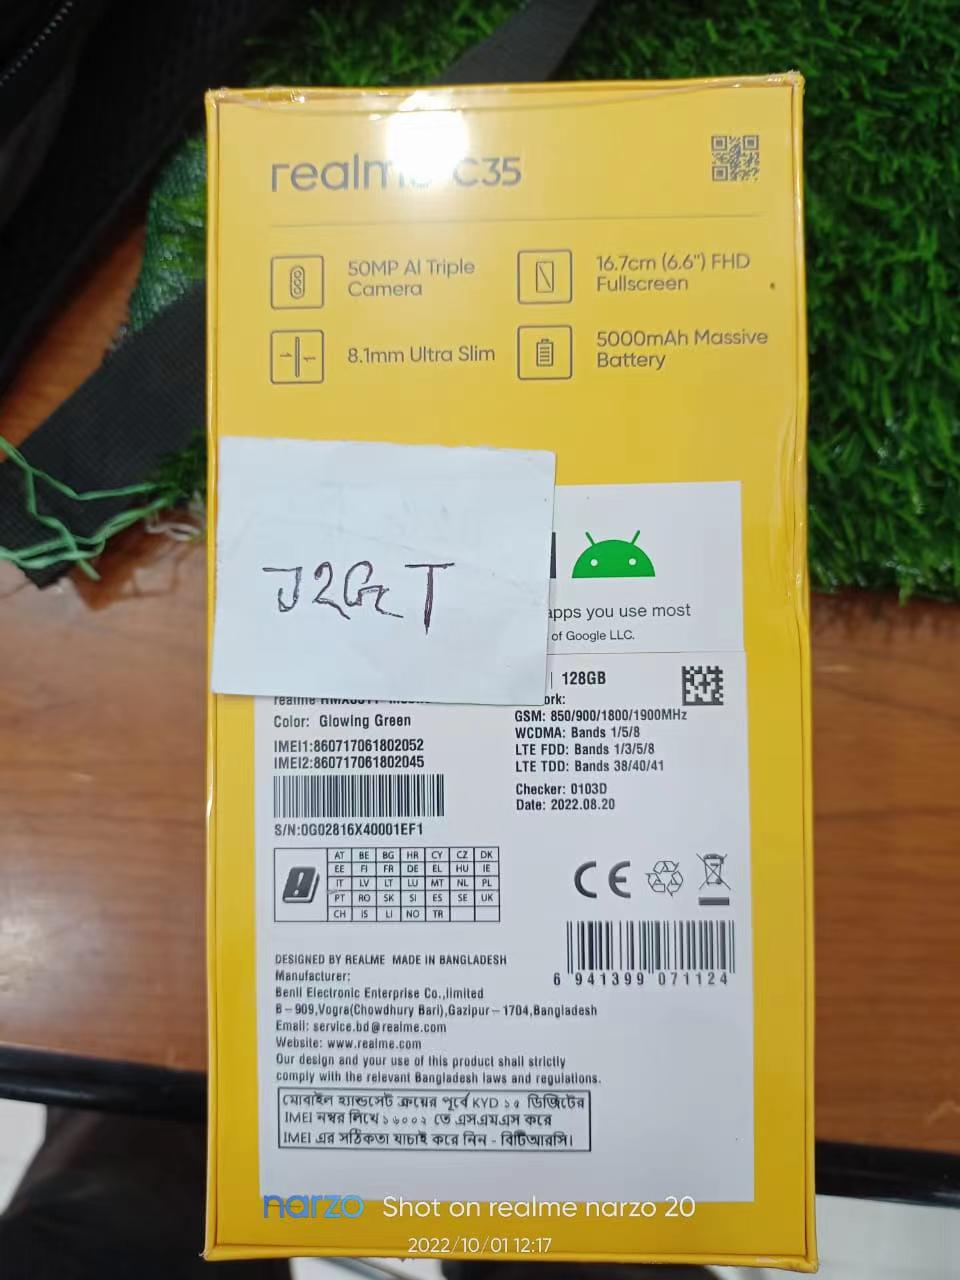 realme C35
50MP AI Triple
Camera
16.7cm (6.6") FHD
Fullscreen
8.1mm Ultra Slim
5000mAh Massive
Battery
J2GCT
apps you use most
of Google LLC.
| 128GB
realme
Color: Glowing Green
IMEI1:860717061802052
IMEI2:860717061802045
S/N:0G02816X40001EF1
ork:
GSM: 850/900/1800/1900MHz
WCDMA: Bands 1/5/8
LTE FDD: Bands 1/3/5/8
LTE TDD: Bands 38/40/41
Checker: 0103D
Date: 2022.08.20
AT BE BG HR CY CZ DK
EE FI FR DE EL HU IE
IT LV LT LU MT NL PL
PT RO SK SI ES SE UK
CH IS LI NO TR
CE
6 941399 071124
DESIGNED BY REALME MADE IN BANGLADESH
Manufacturer:
Benli Electronic Enterprise Co.,limited
B-909,Vogra(Chowdhury Bari),Gazipur-1704,Bangladesh
Email: service.bd@realme.com
Website: www.realme.com
Our design and your use of this product shall strictly
comply with the relevant Bangladesh laws and regulations.
মোবাইল হ্যান্ডসেট ক্রয়ের পূর্বে KYD ১৫ ডিজিটের
IMEI নম্বর লিখে ১৬০০২ তে এসএমএস করে
IMEI এর সঠিকতা যাচাই করে নিন - বিটিআরসি।
narzo Shot on realme narzo 20
2022/10/01 12:17